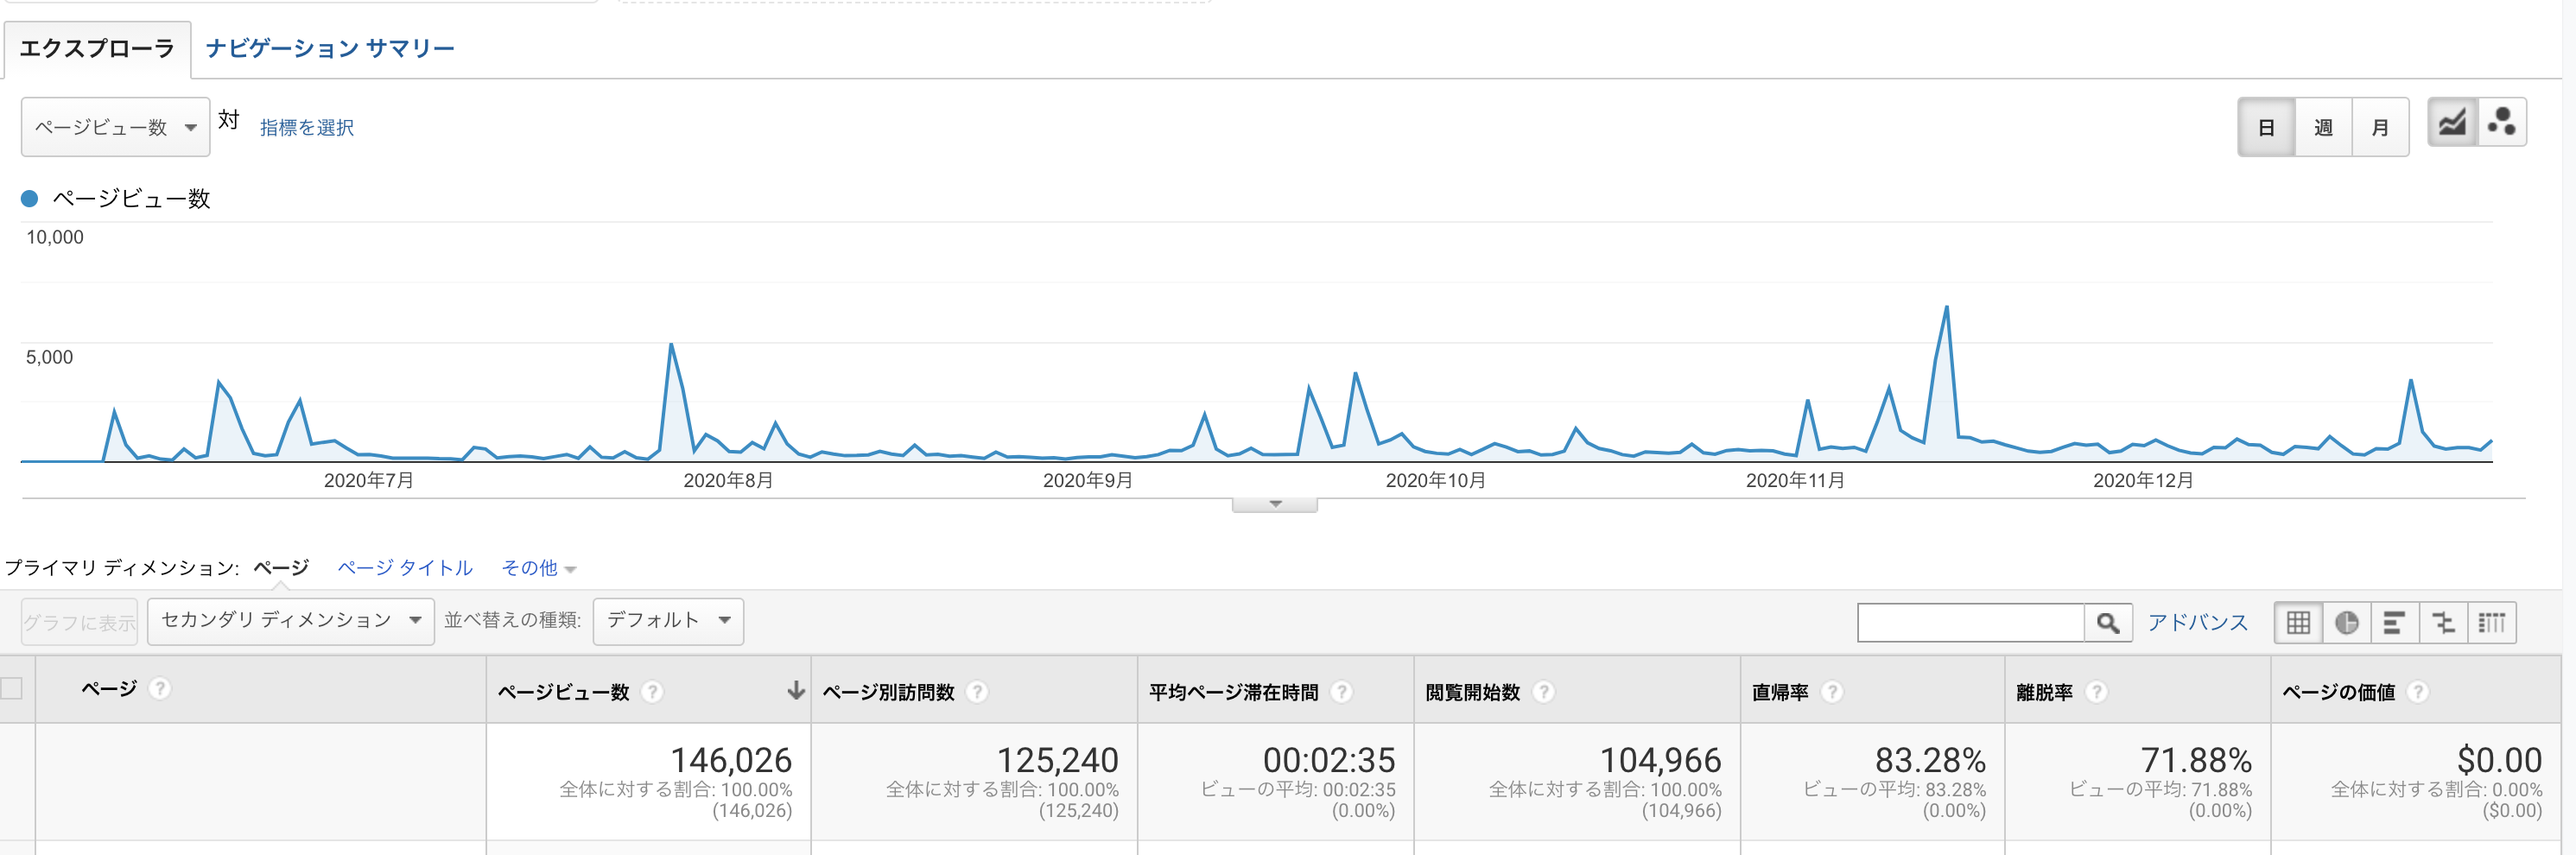 エクスプローラ ナビゲーション サマリー
ページビュー数 対 指標を選択 日 週 月
ページビュー数
10,000
5,000
2020年7月 2020年8月 2020年9月 2020年10月 2020年11月 2020年12月
プライマリ ディメンション: ページ ページ タイトル その他
グラフに表示 セカンダリ ディメンション 並べ替えの種類: デフォルト アドバンス
ページ ? ページビュー数 ? ページ別訪問数 ? 平均ページ滞在時間 ? 閲覧開始数 ? 直帰率 ? 離脱率 ? ページの価値 ?
146,026 125,240 00:02:35 104,966 83.28% 71.88% $0.00
全体に対する割合: 100.00% 全体に対する割合: 100.00% ビューの平均: 00:02:35 全体に対する割合: 100.00% ビューの平均: 83.28% ビューの平均: 71.88% 全体に対する割合: 0.00%
(146,026) (125,240) (0.00%) (104,966) (0.00%) (0.00%) ($0.00)